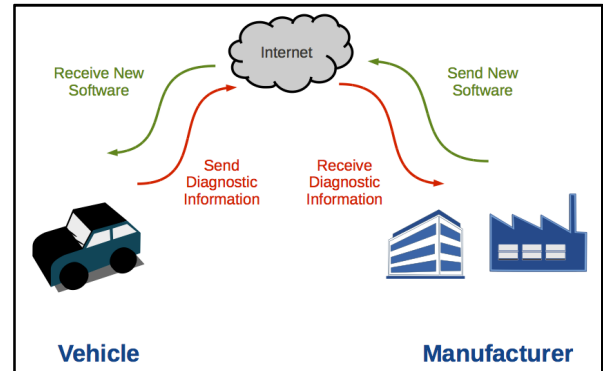 Internet
Receive New
Software
Send New
Software
Send
Diagnostic
Information
Receive
Diagnostic
Information
Vehicle
Manufacturer